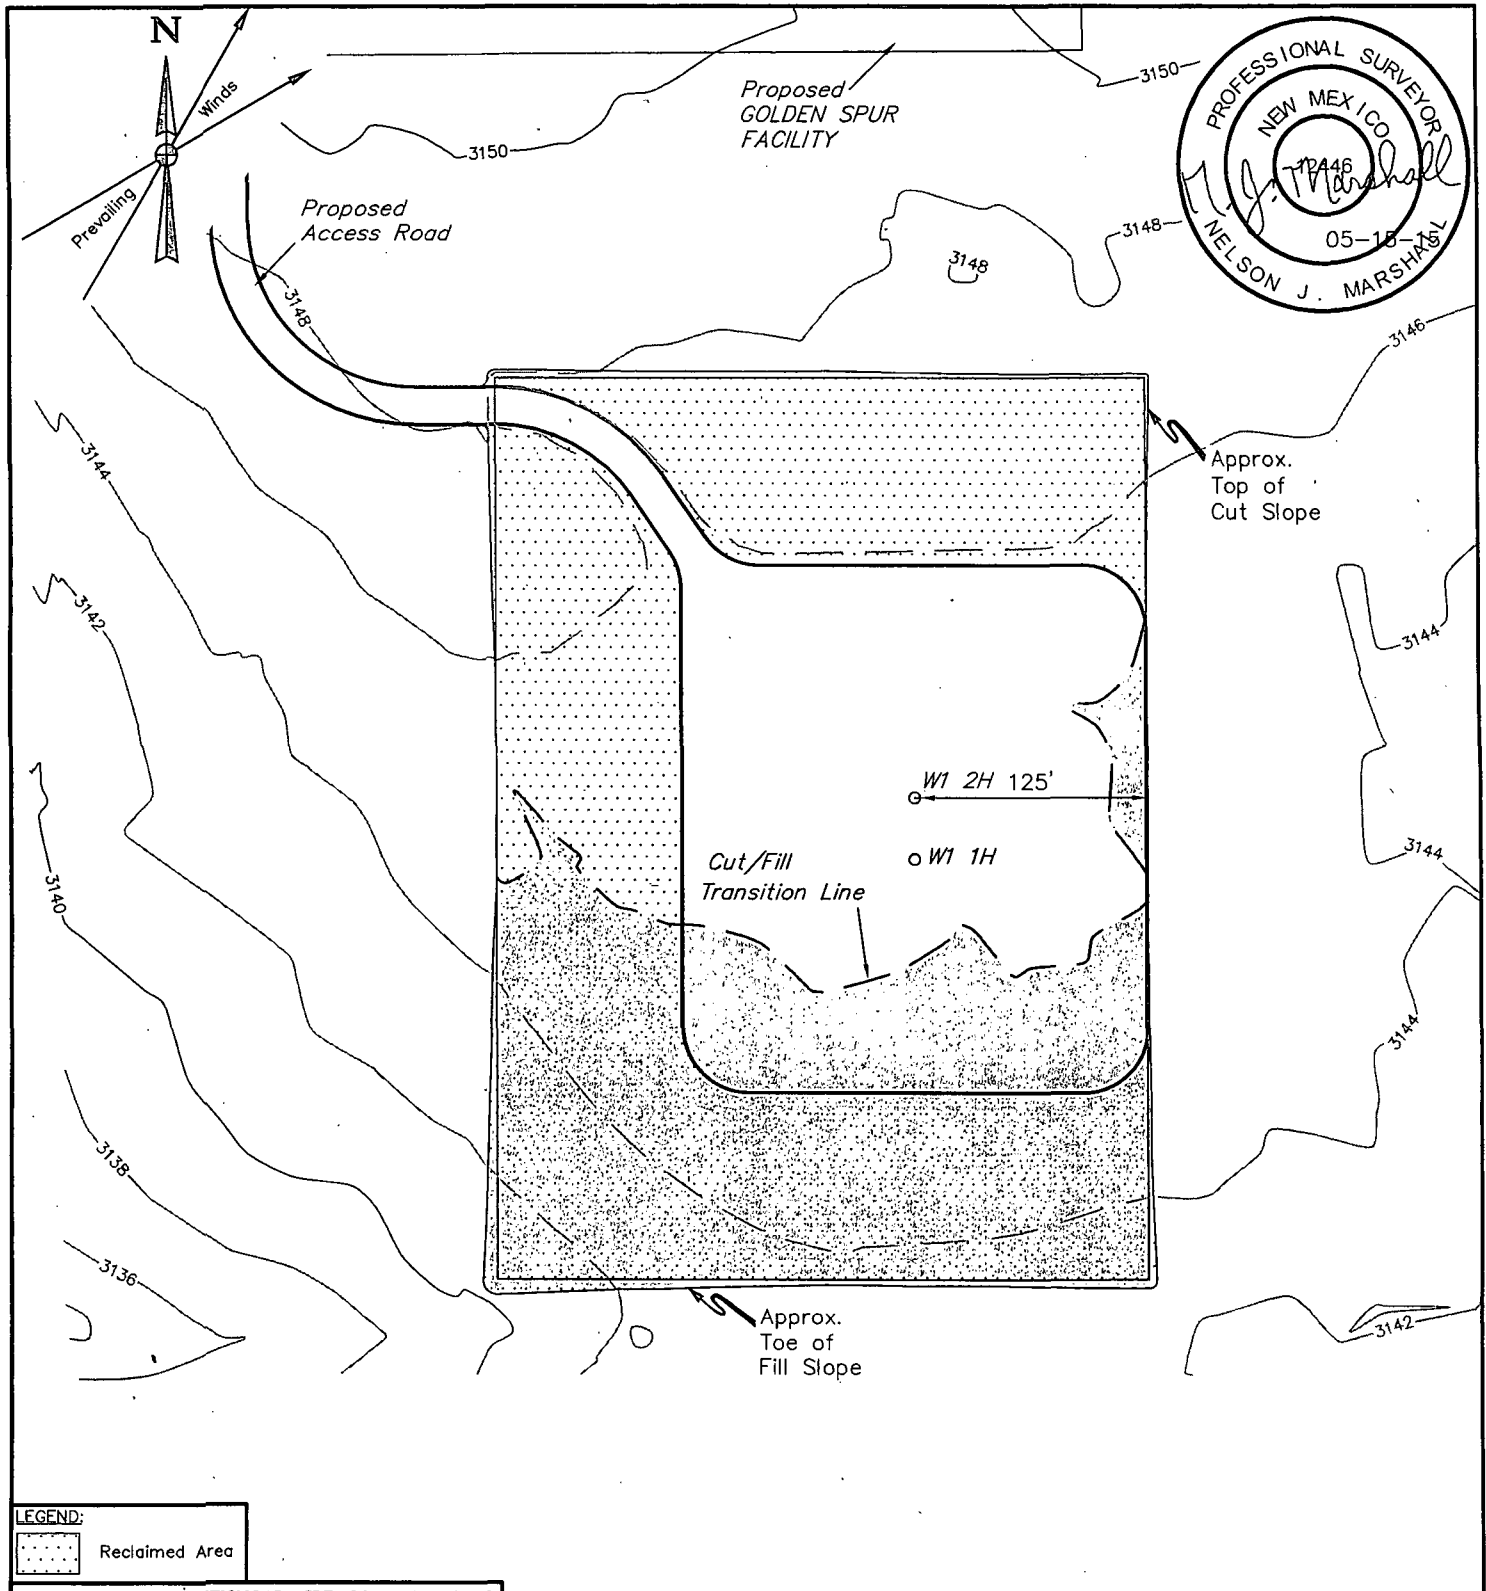 N
Winds
Prevailing
Proposed
GOLDEN SPUR
FACILITY
3150
3150
PROFESSIONAL SURVEYOR
NEW MEXICO
12446
N. J. Marshall
NELSON J. MARSHALL
Proposed
Access Road
3148
3148
3148
3146
3144
Approx.
Top of
Cut Slope
3142
3144
W1 2H 125'
W1 1H
Cut/Fill
Transition Line
3144
3140
3144
3138
3136
Approx.
Toe of
Fill Slope
3142
LEGEND:
Reclaimed Area